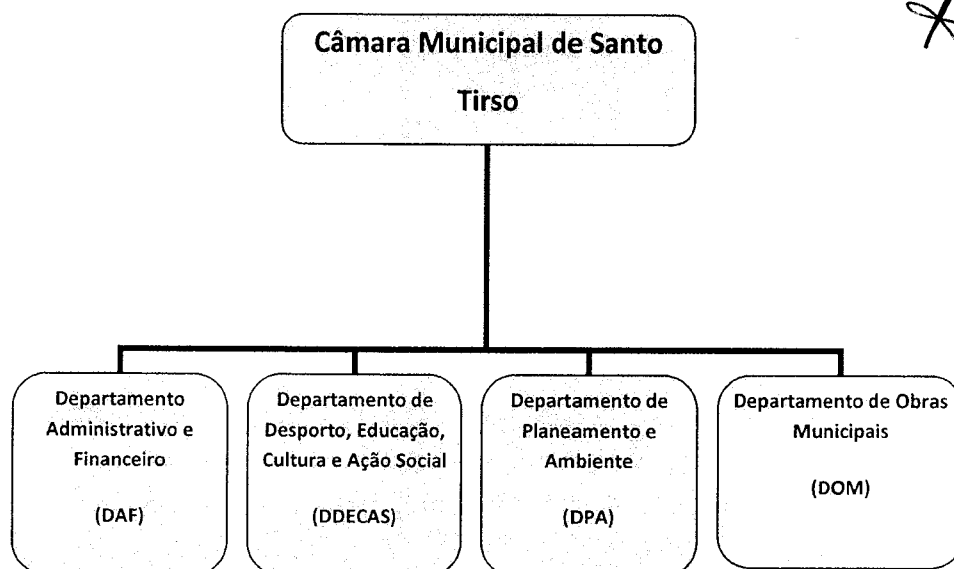 Câmara Municipal de Santo
Tirso
Departamento
Administrativo e
Financeiro
(DAF)
Departamento de
Desporto, Educação,
Cultura e Ação Social
(DDECAS)
Departamento de
Planeamento e
Ambiente
(DPA)
Departamento de Obras
Municipais
(DOM)